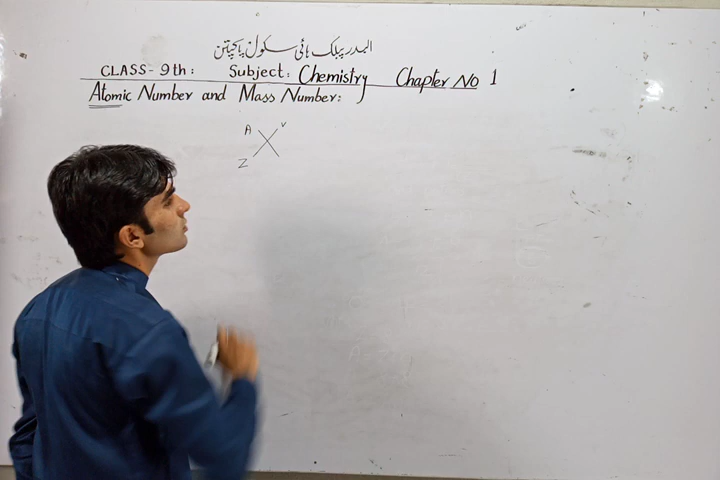 البدر پبلک ہائی سکول پاکپتن
CLASS-9th: Subject: Chemistry Chapter No 1
Atomic Number and Mass Number:
A X v
Z